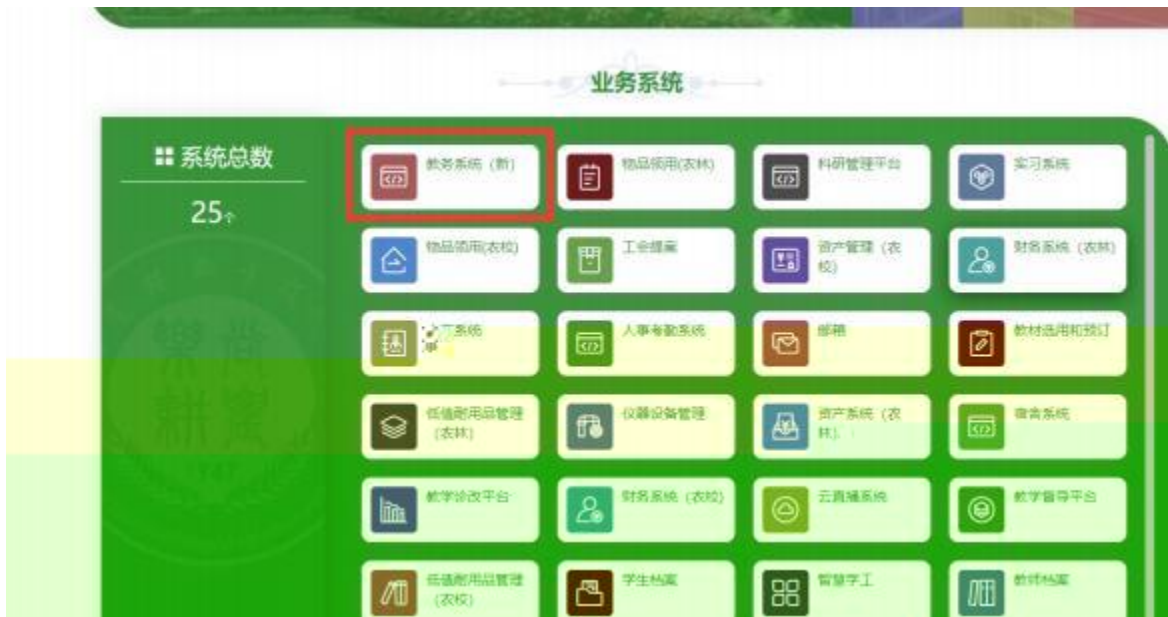 业务系统
系统总数
25个
教务系统（新）
物品领用(农林)
科研管理平台
实习系统
物品领用(农校)
工会提案
资产管理（农
校）
财务系统（农林）
系统
人事考勤系统
邮箱
教材选用和预订
低值耐用品管理
（农林）
仪器设备管理
资产系统（农
林）
宿舍系统
教学诊改平台
财务系统（农校）
云直播系统
教学督导平台
低值耐用品管理
（农校）
学生档案
智慧学工
教师档案
1947